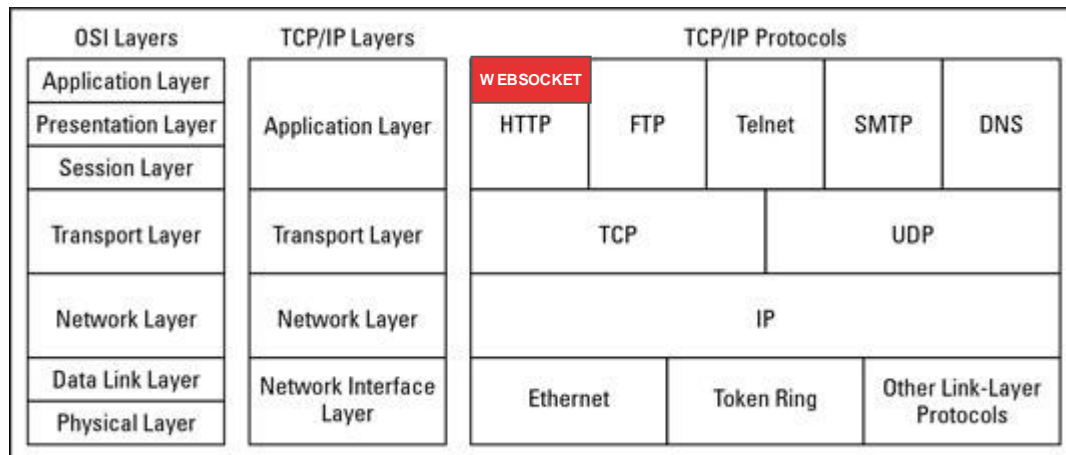 OSI Layers
TCP/IP Layers
TCP/IP Protocols
Application Layer
Presentation Layer
Session Layer
Transport Layer
Network Layer
Data Link Layer
Physical Layer
Application Layer
Transport Layer
Network Layer
Network Interface
Layer
WEBSOCKET
HTTP
FTP
Telnet
SMTP
DNS
TCP
UDP
IP
Ethernet
Token Ring
Other Link-Layer
Protocols